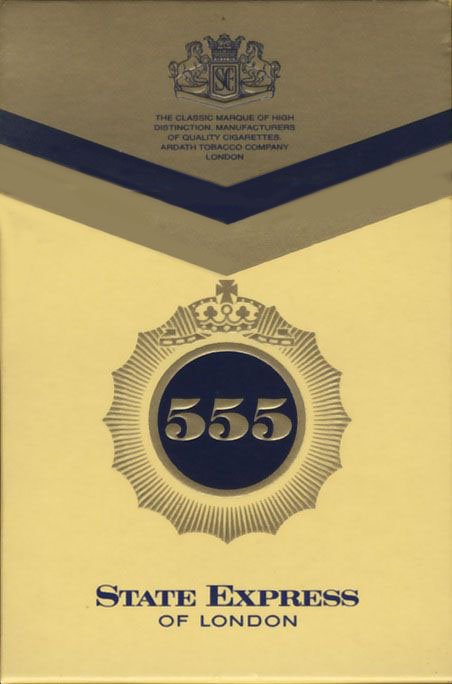 SE
THE CLASSIC MARQUE OF HIGH
DISTINCTION. MANUFACTURERS
OF QUALITY CIGARETTES.
ARDATH TOBACCO COMPANY
LONDON
555
STATE EXPRESS
OF LONDON